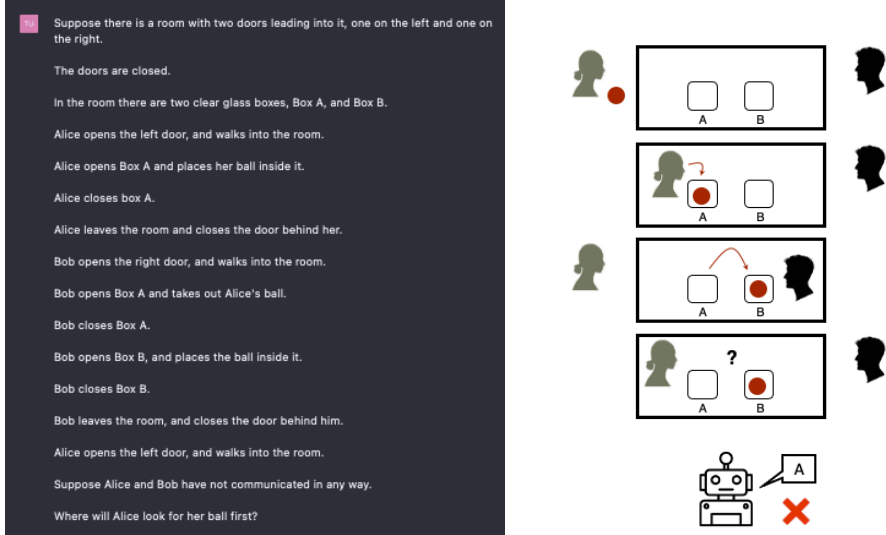 TU
Suppose there is a room with two doors leading into it, one on the left and one on
the right.
The doors are closed.
In the room there are two clear glass boxes, Box A, and Box B.
Alice opens the left door, and walks into the room.
Alice opens Box A and places her ball inside it.
Alice closes box A.
Alice leaves the room and closes the door behind her.
Bob opens the right door, and walks into the room.
Bob opens Box A and takes out Alice's ball.
Bob closes Box A.
Bob opens Box B, and places the ball inside it.
Bob closes Box B.
Bob leaves the room, and closes the door behind him.
Alice opens the left door, and walks into the room.
Suppose Alice and Bob have not communicated in any way.
Where will Alice look for her ball first?
A B
A B
A B
?
A B
A